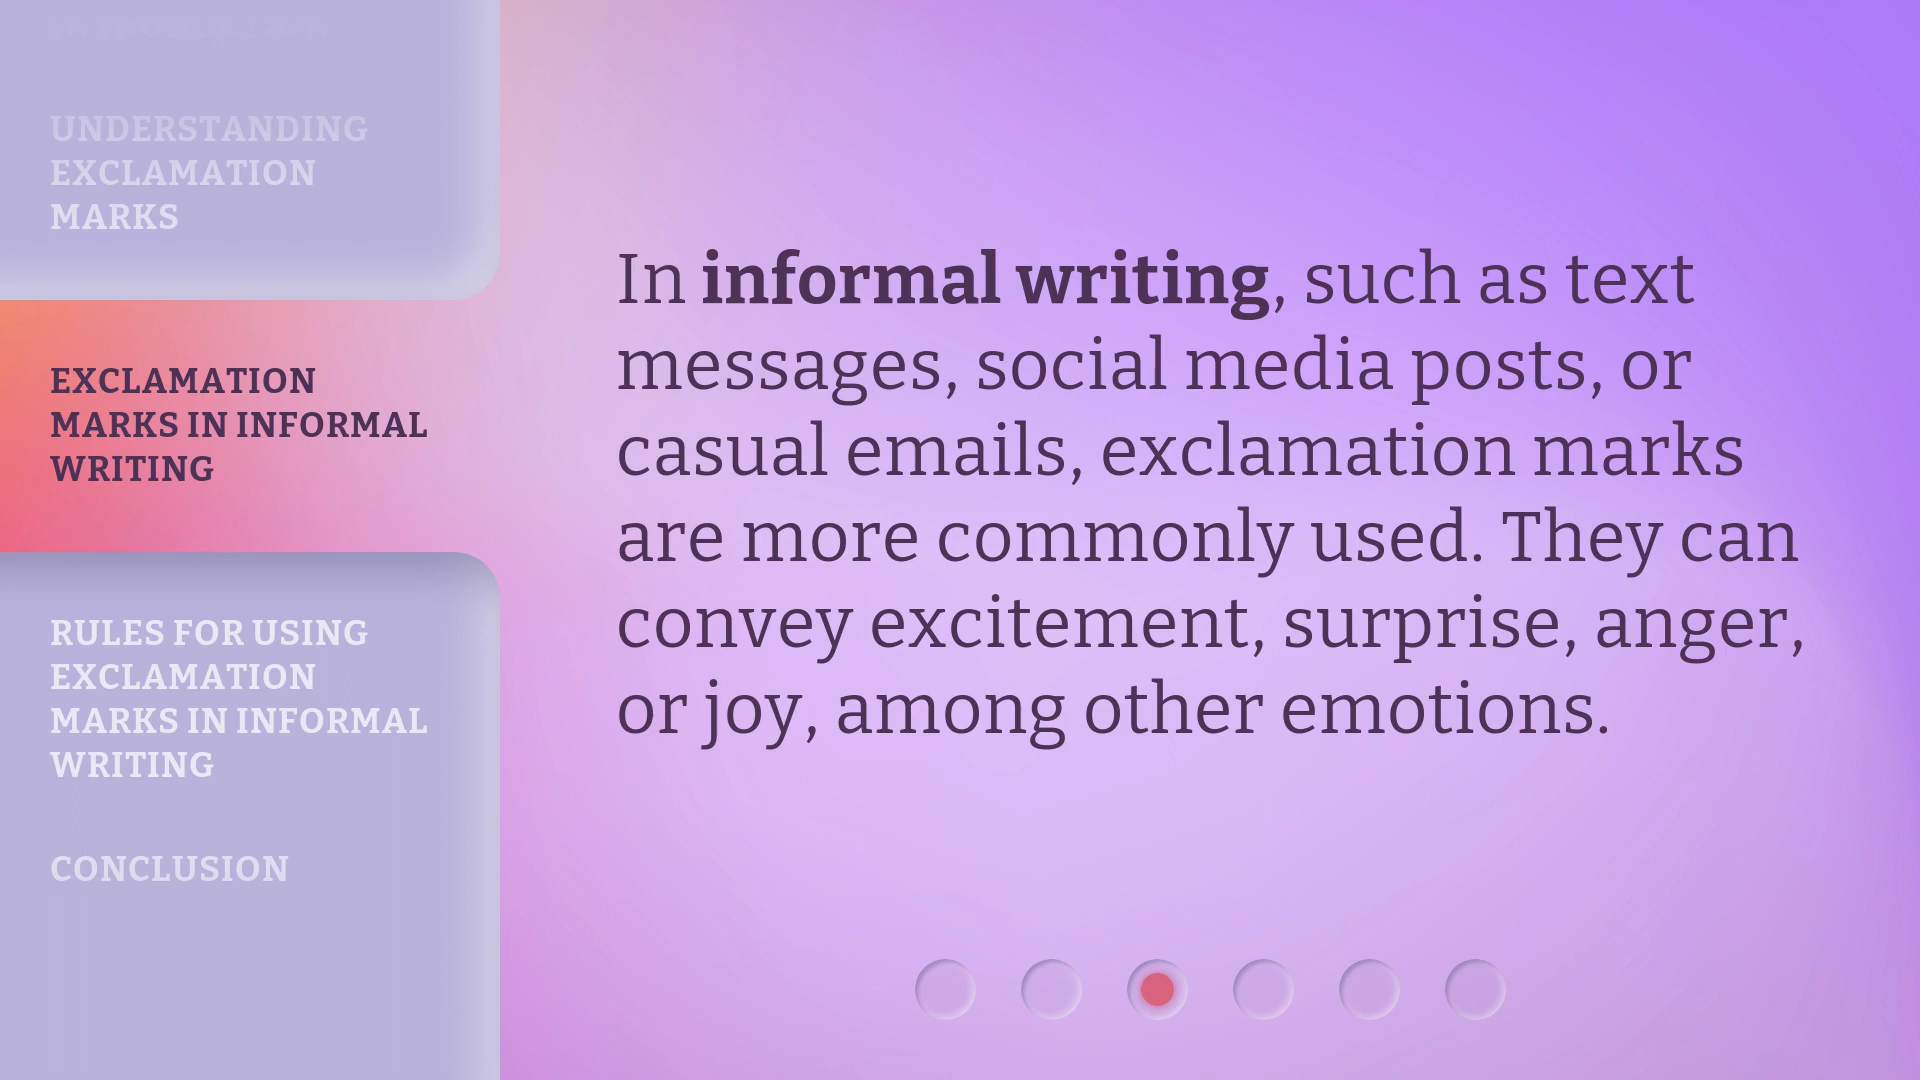 UNDERSTANDING
EXCLAMATION
MARKS
EXCLAMATION
MARKS IN INFORMAL
WRITING
RULES FOR USING
EXCLAMATION
MARKS IN INFORMAL
WRITING
CONCLUSION
In informal writing, such as text
messages, social media posts, or
casual emails, exclamation marks
are more commonly used. They can
convey excitement, surprise, anger,
or joy, among other emotions.